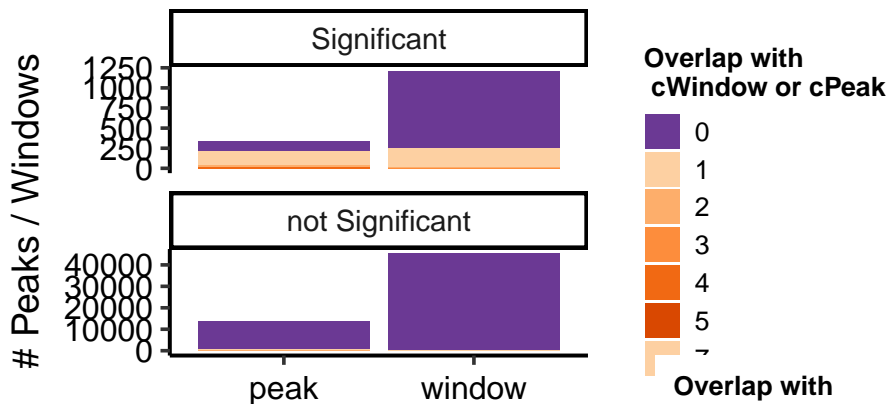 Significant
1250
1000
750
500
250
0
not Significant
40000
30000
20000
10000
0
# Peaks / Windows
peak window
Overlap with
cWindow or cPeak
0
1
2
3
4
5
Overlap with